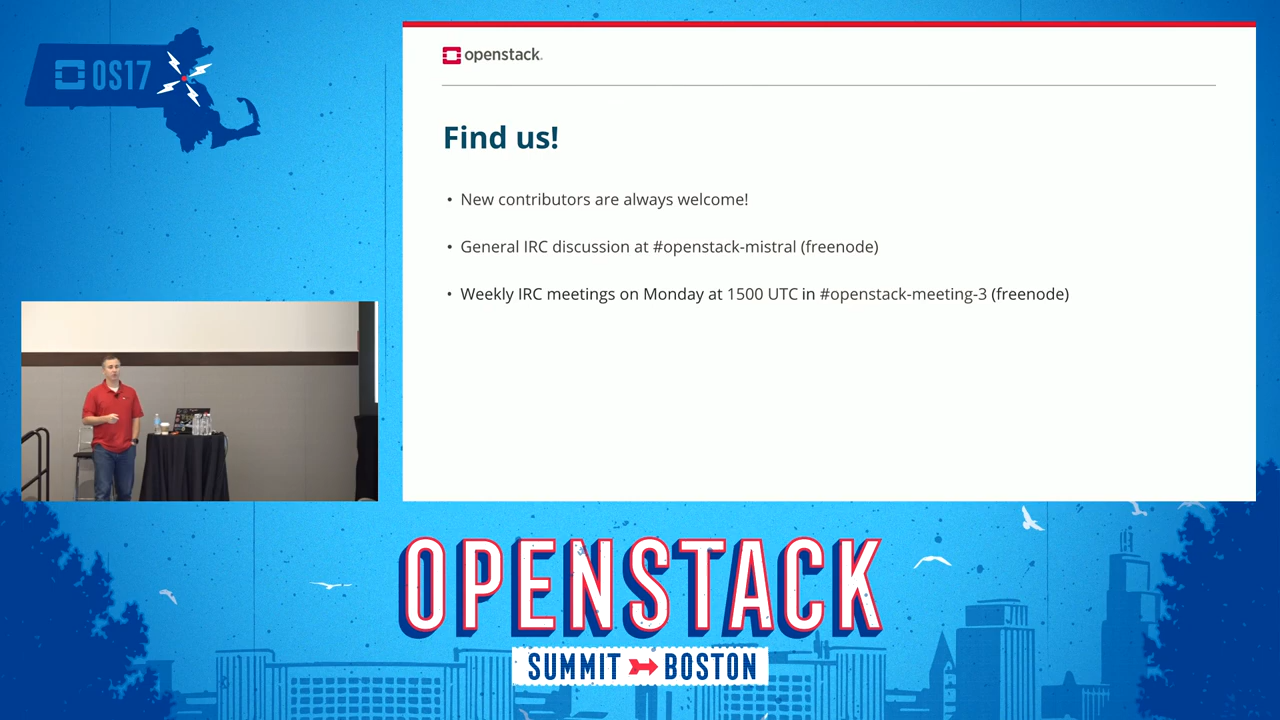 OS17
openstack.
Find us!
• New contributors are always welcome!
• General IRC discussion at #openstack-mistral (freenode)
• Weekly IRC meetings on Monday at 1500 UTC in #openstack-meeting-3 (freenode)
OPENSTACK
SUMMIT BOSTON